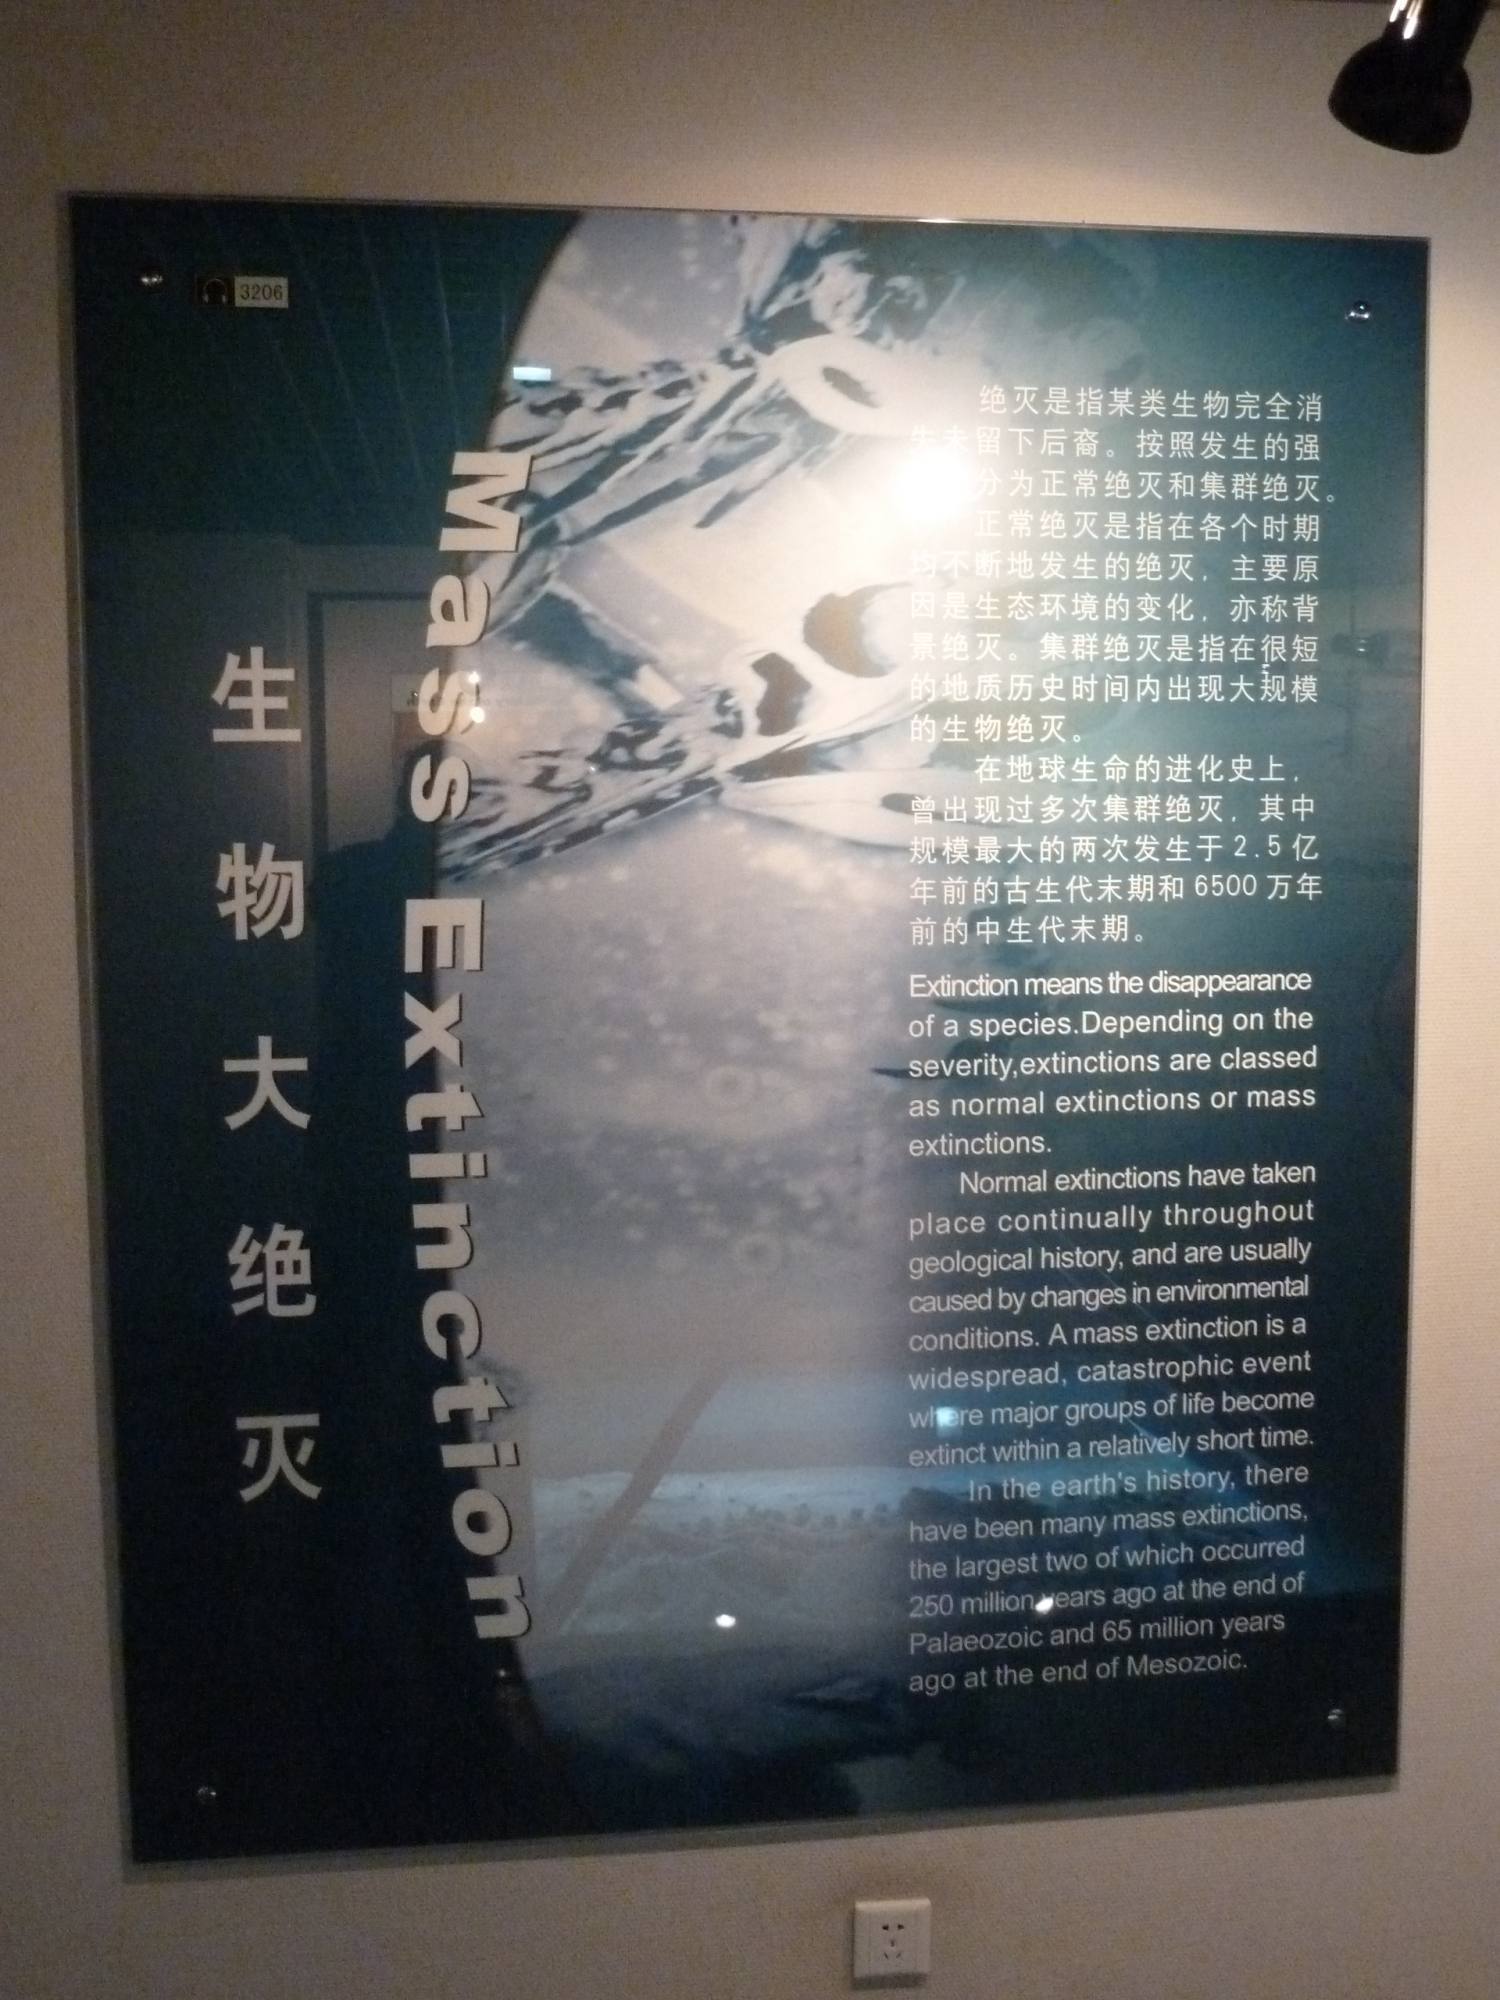 3206
生物大绝灭
Mass Extinction
绝灭是指某类生物完全消
失未留下后裔。按照发生的强
分为正常绝灭和集群绝灭。
正常绝灭是指在各个时期
均不断地发生的绝灭，主要原
因是生态环境的变化，亦称背
景绝灭。集群绝灭是指在很短
的地质历史时间内出现大规模
的生物绝灭。
在地球生命的进化史上，
曾出现过多次集群绝灭，其中
规模最大的两次发生于2.5亿
年前的古生代末期和6500万年
前的中生代末期。
Extinction means the disappearance
of a species.Depending on the
severity,extinctions are classed
as normal extinctions or mass
extinctions.
Normal extinctions have taken
place continually throughout
geological history, and are usually
caused by changes in environmental
conditions. A mass extinction is a
widespread, catastrophic event
where major groups of life become
extinct within a relatively short time.
In the earth's history, there
have been many mass extinctions,
the largest two of which occurred
250 million years ago at the end of
Palaeozoic and 65 million years
ago at the end of Mesozoic.